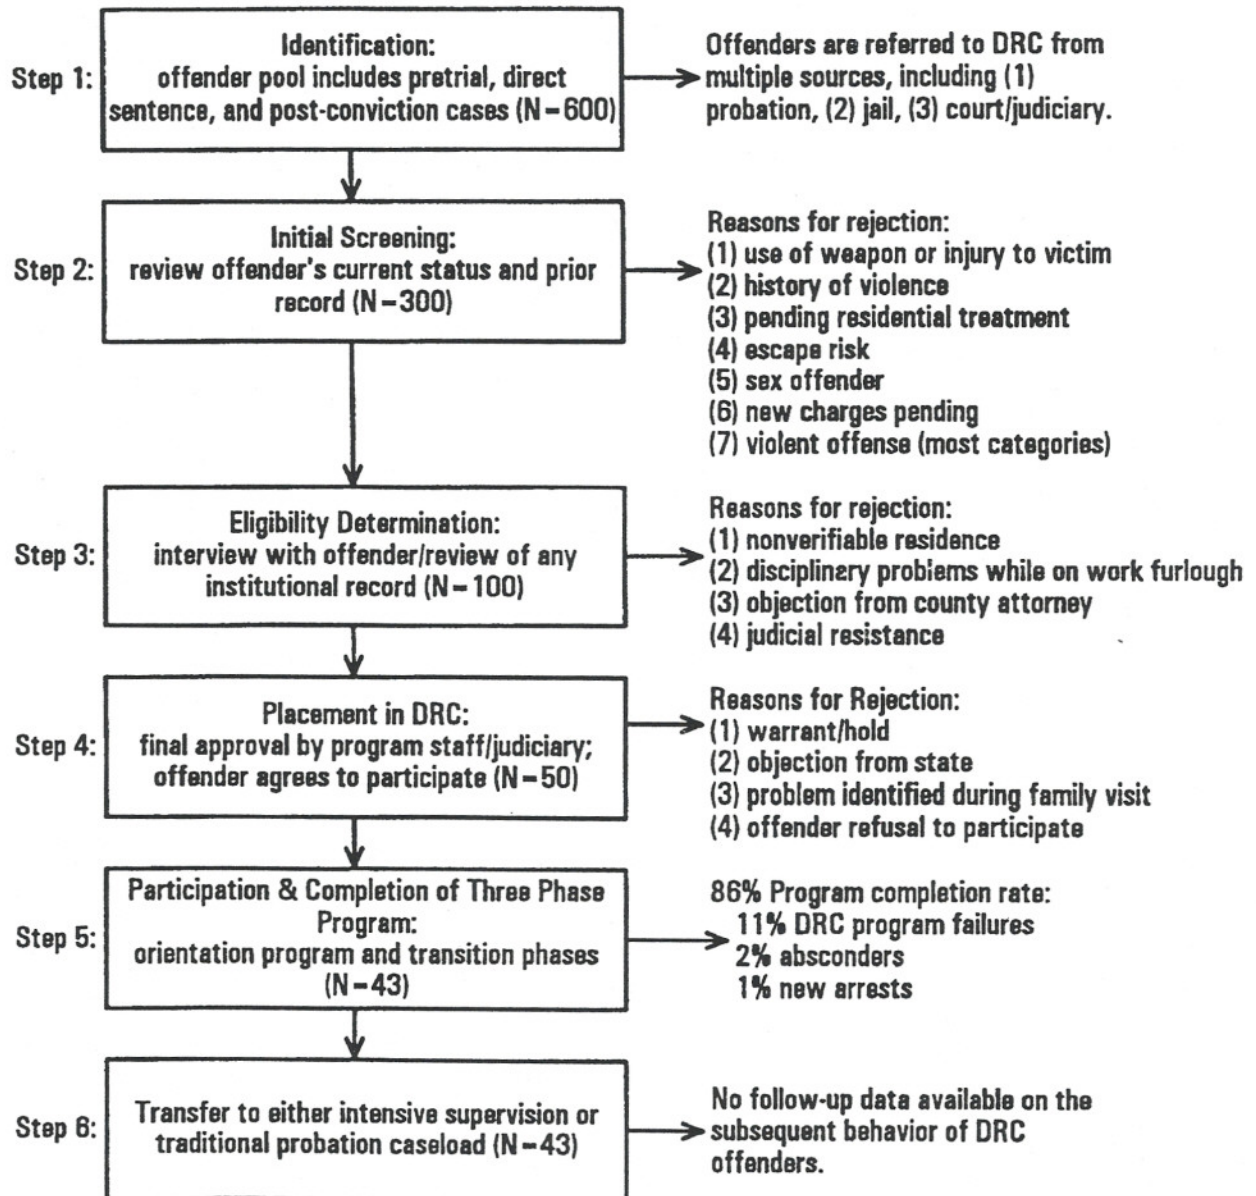 Step 1:
Identification:
offender pool includes pretrial, direct
sentence, and post-conviction cases (N-600)
Offenders are referred to DRC from
multiple sources, including (1)
probation, (2) jail, (3) court/judiciary.
Step 2:
Initial Screening:
review offender's current status and prior
record (N-300)
Reasons for rejection:
(1) use of weapon or injury to victim
(2) history of violence
(3) pending residential treatment
(4) escape risk
(5) sex offender
(6) new charges pending
(7) violent offense (most categories)
Step 3:
Eligibility Determination:
interview with offender/review of any
institutional record (N-100)
Reasons for rejection:
(1) nonverifiable residence
(2) disciplinary problems while on work furlough
(3) objection from county attorney
(4) judicial resistance
Step 4:
Placement in DRC:
final approval by program staff/judiciary;
offender agrees to participate (N-50)
Reasons for Rejection:
(1) warrant/hold
(2) objection from state
(3) problem identified during family visit
(4) offender refusal to participate
Step 5:
Participation & Completion of Three Phase
Program:
orientation program and transition phases
(N-43)
86% Program completion rate:
11% DRC program failures
2% absconders
1% new arrests
Step 6:
Transfer to either intensive supervision or
traditional probation caseload (N-43)
No follow-up data available on the
subsequent behavior of DRC
offenders.